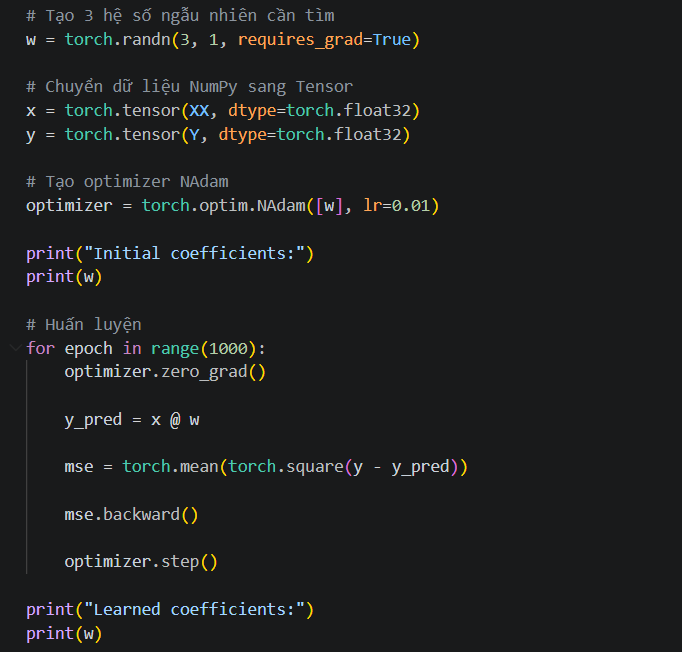 # Tạo 3 hệ số ngẫu nhiên cần tìm
w = torch.randn(3, 1, requires_grad=True)
# Chuyển dữ liệu NumPy sang Tensor
x = torch.tensor(XX, dtype=torch.float32)
y = torch.tensor(Y, dtype=torch.float32)
# Tạo optimizer NAdam
optimizer = torch.optim.NAdam([w], lr=0.01)
print("Initial coefficients:")
print(w)
# Huấn luyện
for epoch in range(1000):
    optimizer.zero_grad()
    y_pred = x @ w
    mse = torch.mean(torch.square(y - y_pred))
    mse.backward()
    optimizer.step()
print("Learned coefficients:")
print(w)